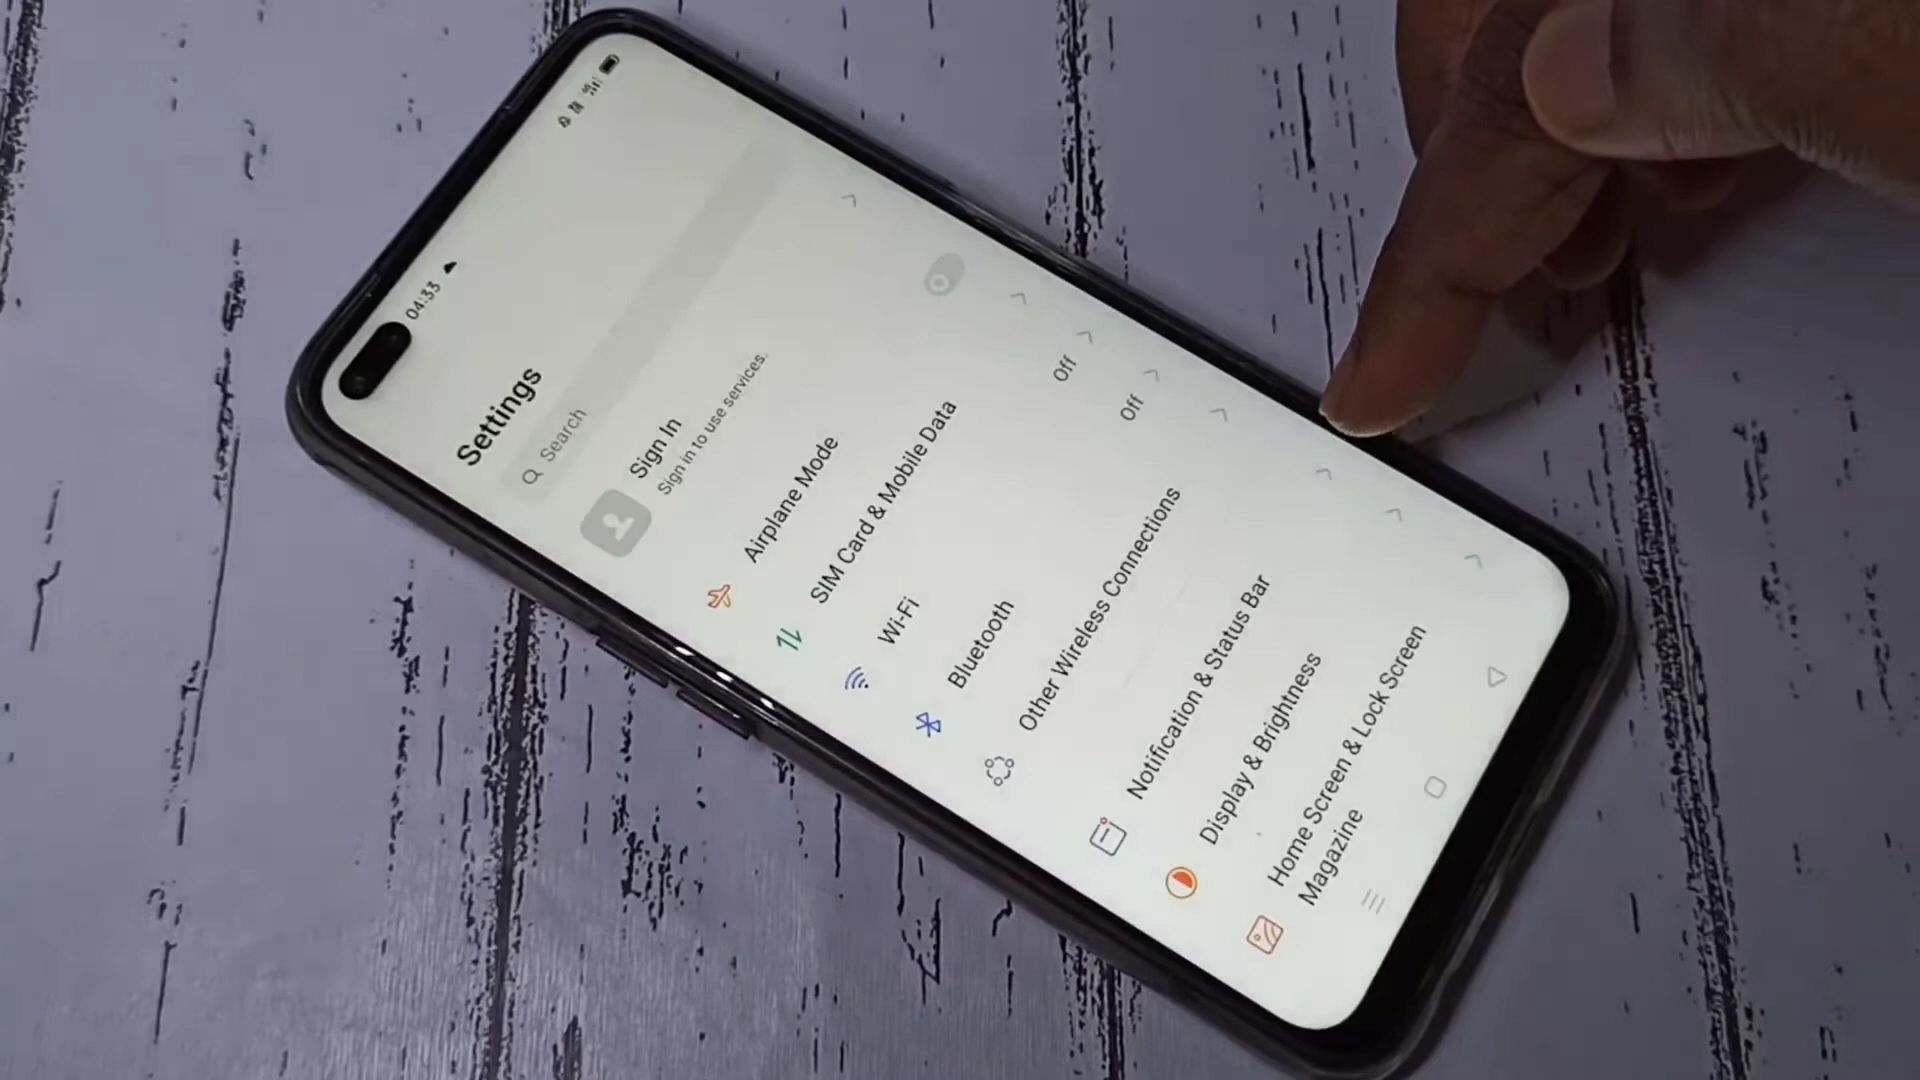 04:33
Settings
Search
Sign In
Sign in to use services.
Airplane Mode
SIM Card & Mobile Data
Wi-Fi
Off
Bluetooth
Off
Other Wireless Connections
Notification & Status Bar
Display & Brightness
Home Screen & Lock Screen
Magazine